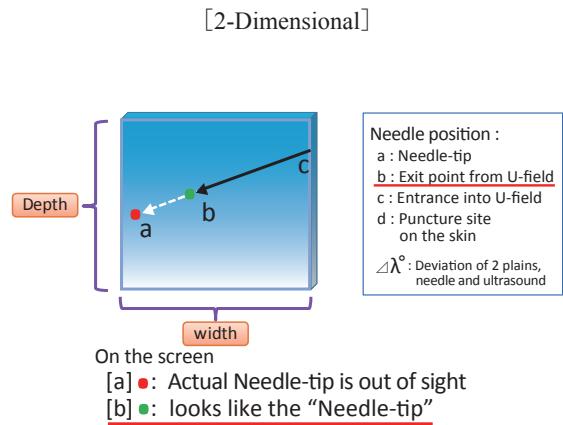 [2-Dimensional]
Needle position :
a : Needle-tip
b : Exit point from U-field
c : Entrance into U-field
d : Puncture site
on the skin
⊿λ° : Deviation of 2 plains,
needle and ultrasound
c
b
a
Depth
width
On the screen
[a] : Actual Needle-tip is out of sight
[b] : looks like the “Needle-tip”